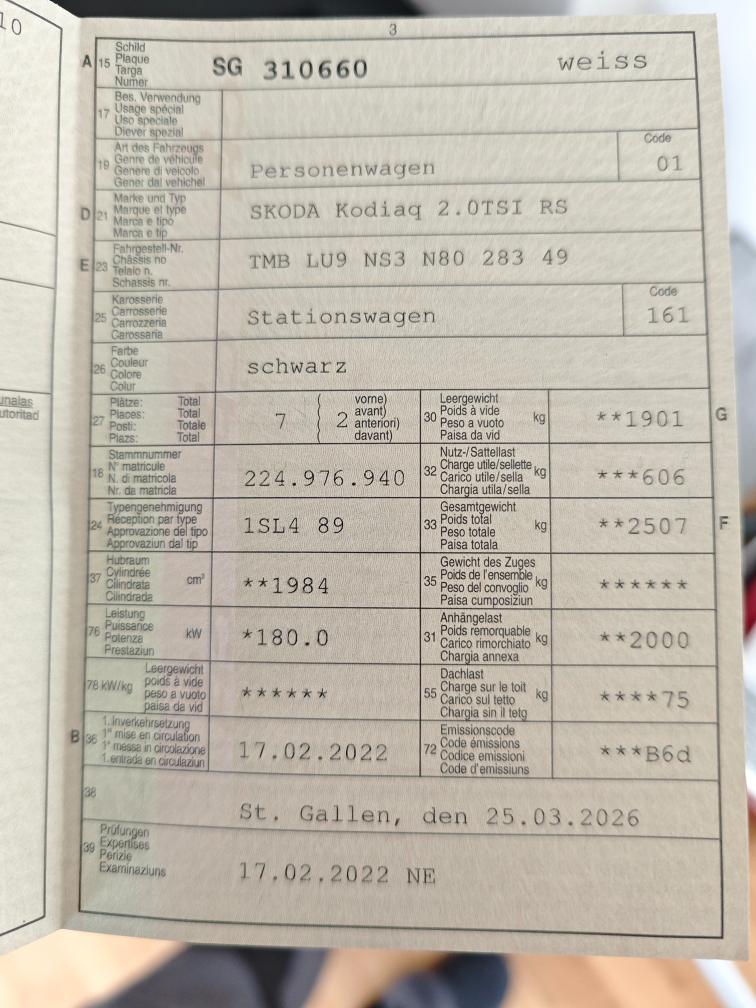 10
3
A 15 Schild
Plaque
Targa
Numer
SG 310660 weiss
17 Bes. Verwendung
Usage spécial
Uso speciale
Diever spezial
19 Art des Fahrzeugs
Genre de véhicule
Genere di veicolo
Gener dal vehichel
Personenwagen
Code
01
D 21 Marke und Typ
Marque et type
Marca e tipo
Marca e tip
SKODA Kodiaq 2.0TSI RS
E 23 Fahrgestell-Nr.
Châssis no
Telaio n.
Schassis nr.
TMB LU9 NS3 N80 283 49
25 Karosserie
Carrosserie
Carrozzeria
Carossaria
Stationswagen
Code
161
26 Farbe
Couleur
Colore
Colur
schwarz
27 Plätze: Total
Places: Total
Posti: Totale
Plazs: Total
7 ( 2 vorne)
avant)
anteriori)
davant)
30 Leergewicht
Poids à vide
Peso a vuoto
Paisa da vid
kg
**1901
G
unalas
utoritad
18 Stammnummer
N° matricule
N. di matricola
Nr. da matricla
224.976.940
32 Nutz-/Sattellast
Charge utile/sellette
Carico utile/sella
Chargia utila/sella
kg
***606
24 Typengenehmigung
Réception par type
Approvazione del tipo
Approvaziun dal tip
1SL4 89
33 Gesamtgewicht
Poids total
Peso totale
Paisa totala
kg
**2507
F
37 Hubraum
Cylindrée
Cilindrata
Cilindrada
cm³
**1984
35 Gewicht des Zuges
Poids de l'ensemble
Peso del convoglio
Paisa cumposiziun
kg
******
76 Leistung
Puissance
Potenza
Prestaziun
kW
*180.0
31 Anhängelast
Poids remorquable
Carico rimorchiato
Chargia annexa
kg
**2000
78 kW/kg Leergewicht
poids à vide
peso a vuoto
paisa da vid
******
55 Dachlast
Charge sur le toit
Carico sul tetto
Chargia sin il tetg
kg
****75
B 36 1. Inverkehrsetzung
1re mise en circulation
1a messa in circolazione
1. entrada en circulaziun
17.02.2022
72 Emissionscode
Code émissions
Codice emissioni
Code d'emissiuns
***B6d
38
St. Gallen, den 25.03.2026
39 Prüfungen
Expertises
Perizie
Examinaziuns
17.02.2022 NE